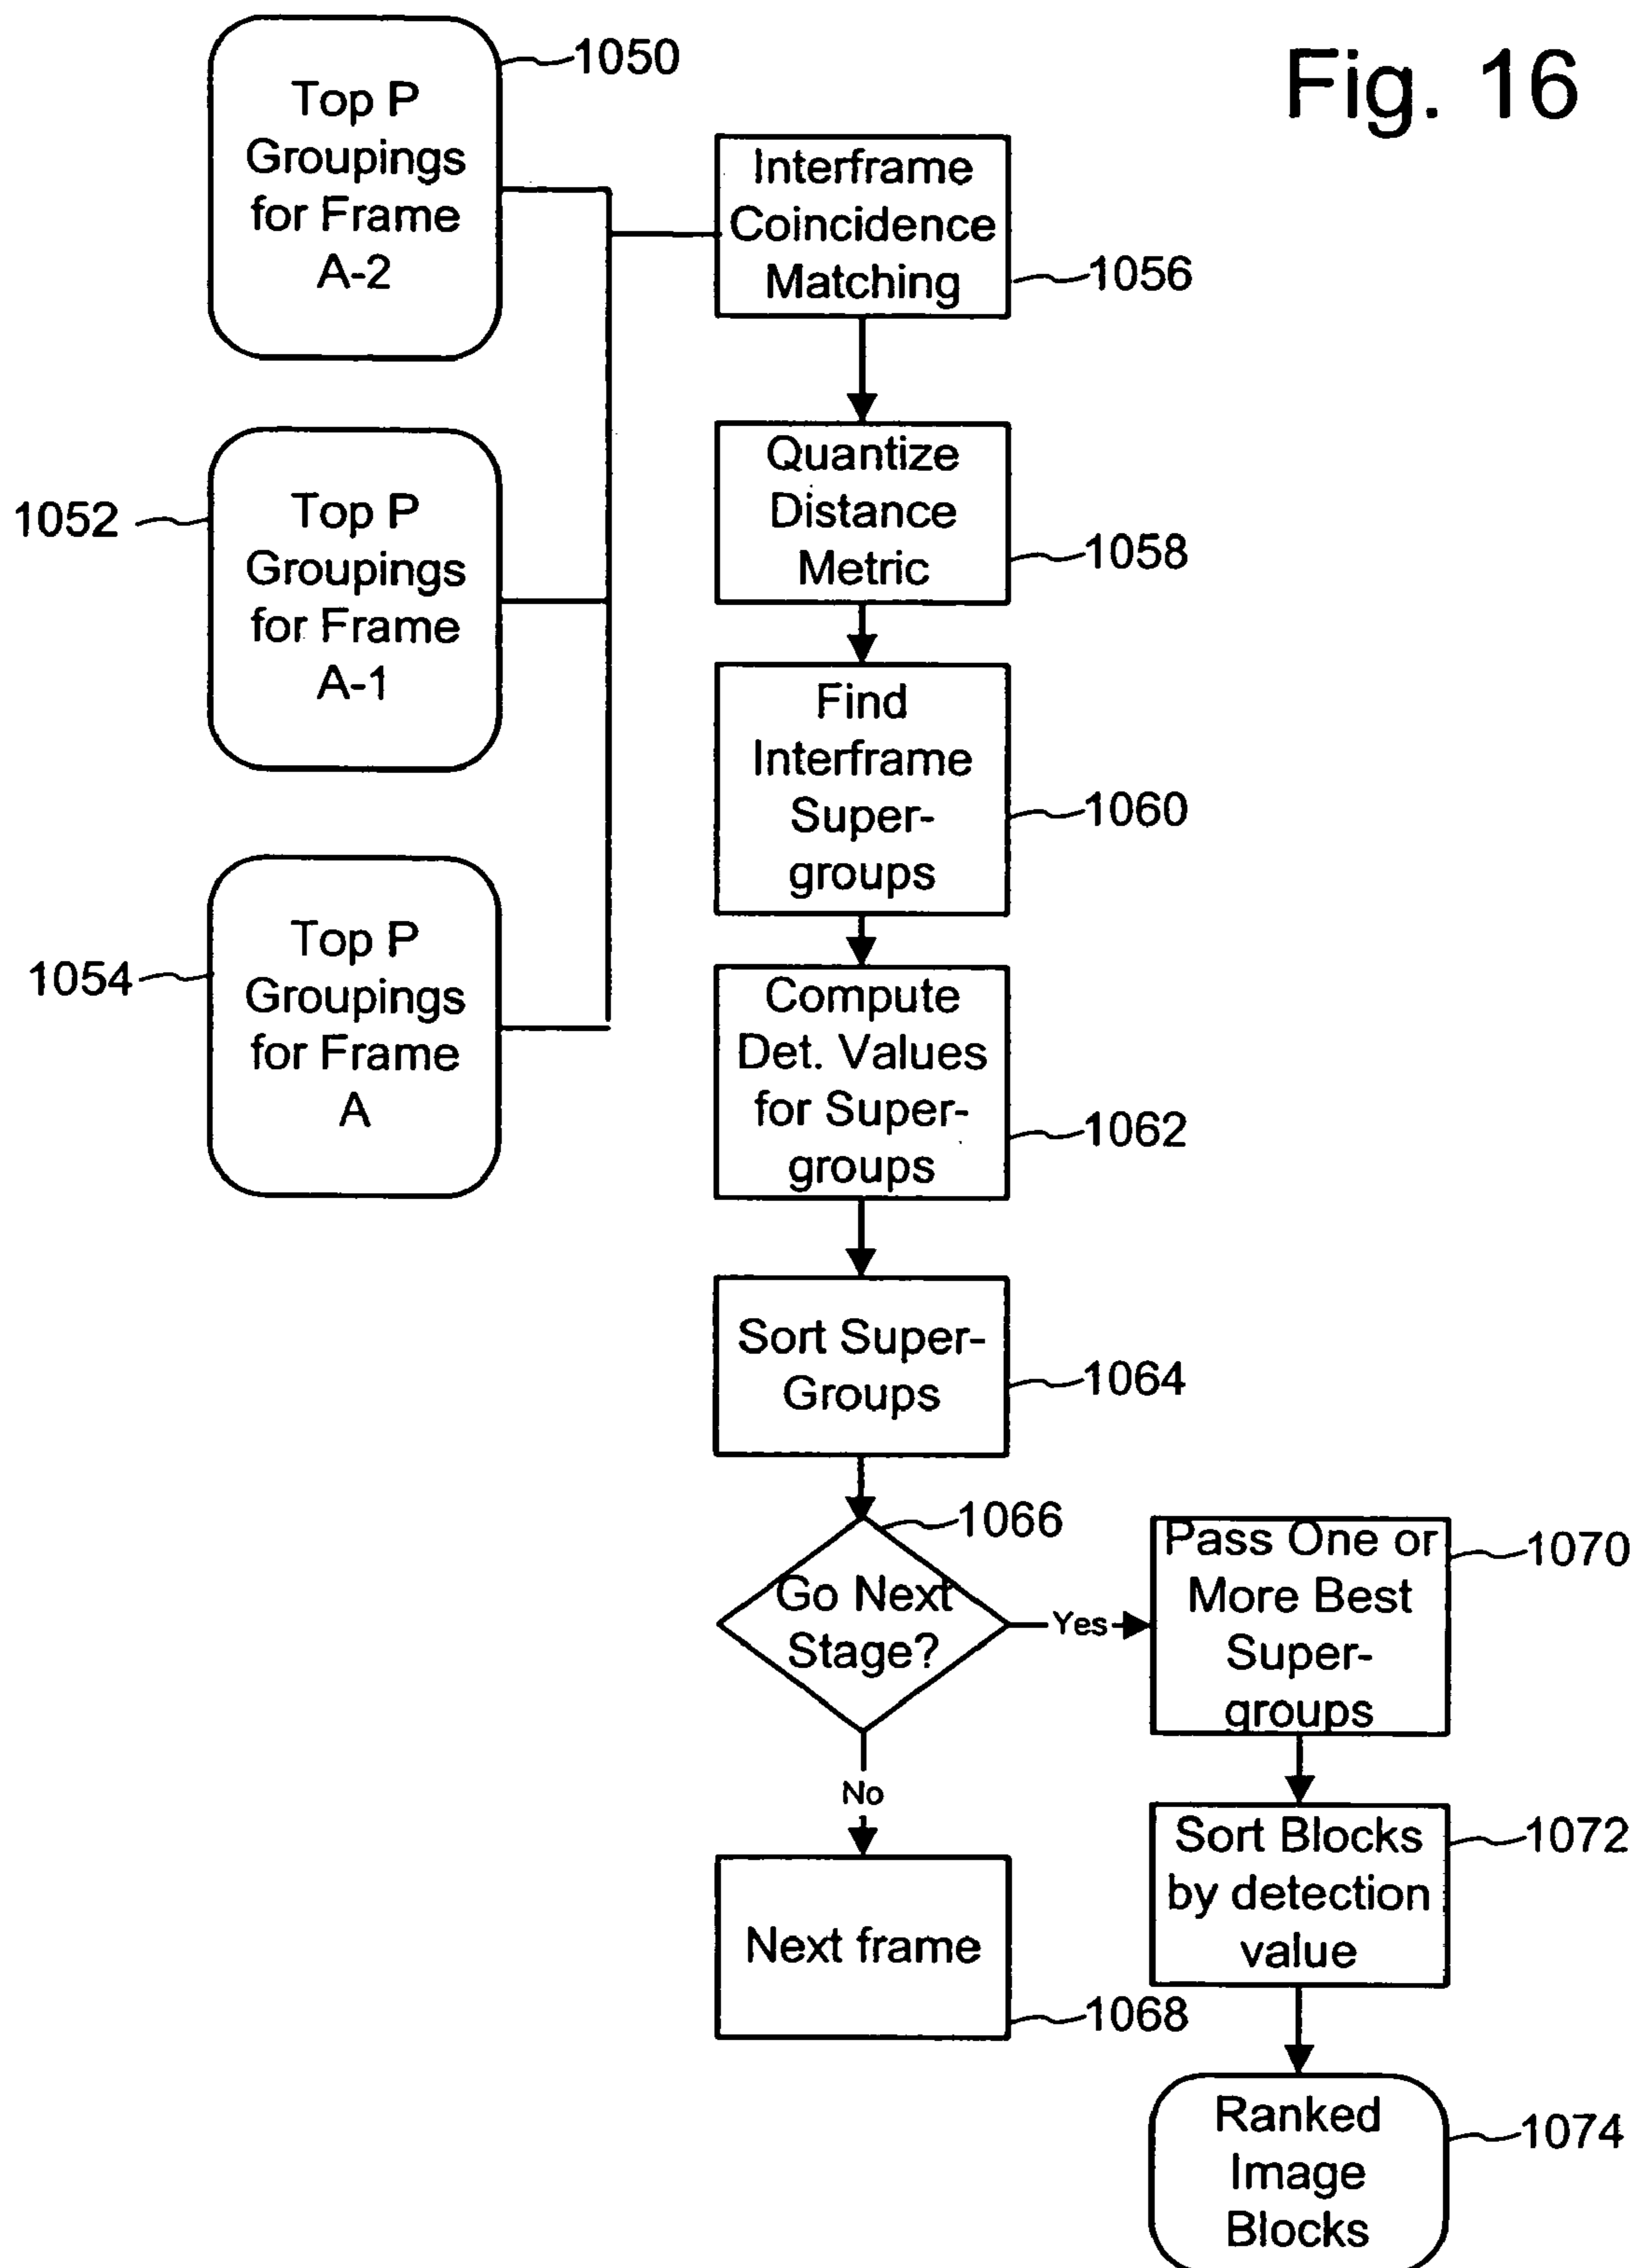 Fig. 16
1050
Top P
Groupings
for Frame
A-2
1052
Top P
Groupings
for Frame
A-1
1054
Top P
Groupings
for Frame
A
Interframe
Coincidence
Matching
1056
Quantize
Distance
Metric
1058
Find
Interframe
Super-
groups
1060
Compute
Det. Values
for Super-
groups
1062
Sort Super-
Groups
1064
1066
Go Next
Stage?
Yes
No
Next frame
1068
Pass One or
More Best
Super-
groups
1070
Sort Blocks
by detection
value
1072
Ranked
Image
Blocks
1074